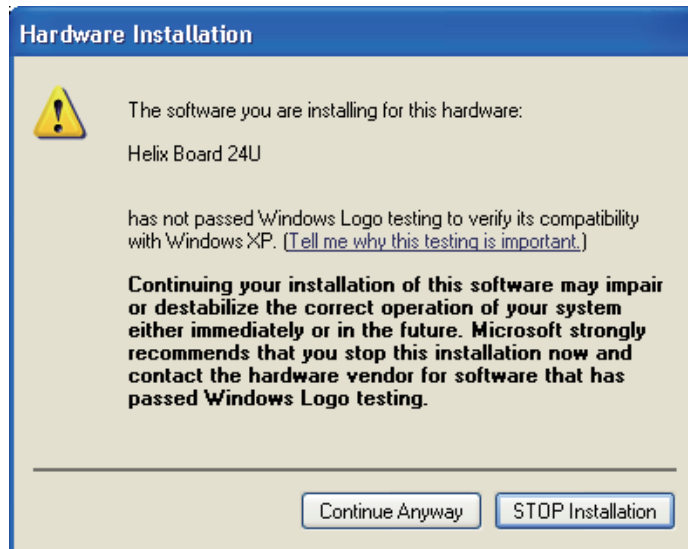 Hardware Installation
The software you are installing for this hardware:
Helix Board 24U
has not passed Windows Logo testing to verify its compatibility
with Windows XP. (Tell me why this testing is important.)
Continuing your installation of this software may impair
or destabilize the correct operation of your system
either immediately or in the future. Microsoft strongly
recommends that you stop this installation now and
contact the hardware vendor for software that has
passed Windows Logo testing.
Continue Anyway
STOP Installation